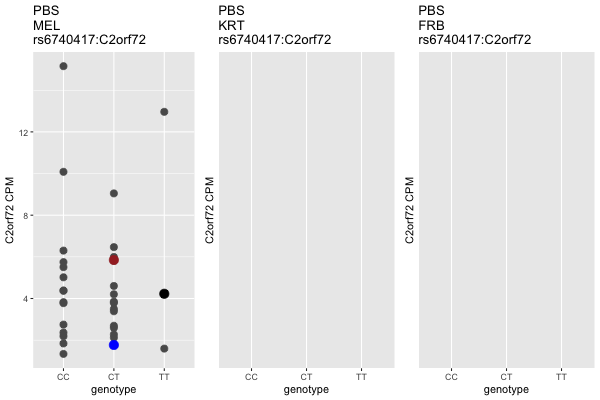 PBS
MEL
rs6740417:C2orf72
PBS
KRT
rs6740417:C2orf72
PBS
FRB
rs6740417:C2orf72
C2orf72 CPM
12
8
4
CC CT TT
genotype
C2orf72 CPM
CC CT TT
genotype
C2orf72 CPM
CC CT TT
genotype